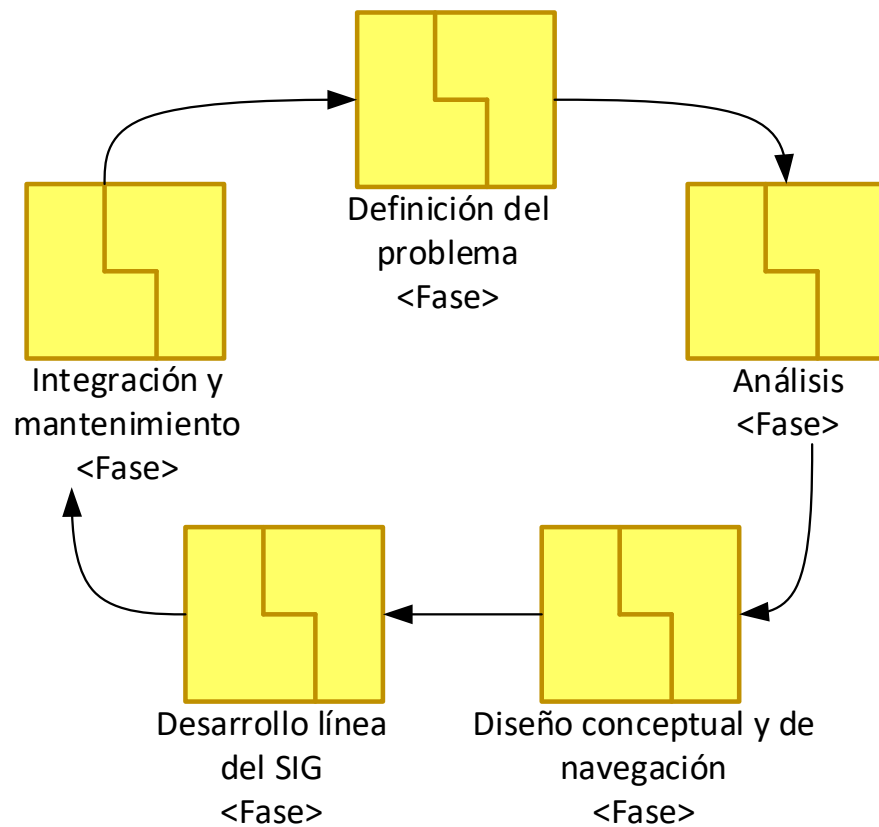 Definición del
problema
<Fase>
Análisis
<Fase>
Diseño conceptual y de
navegación
<Fase>
Desarrollo línea
del SIG
<Fase>
Integración y
mantenimiento
<Fase>